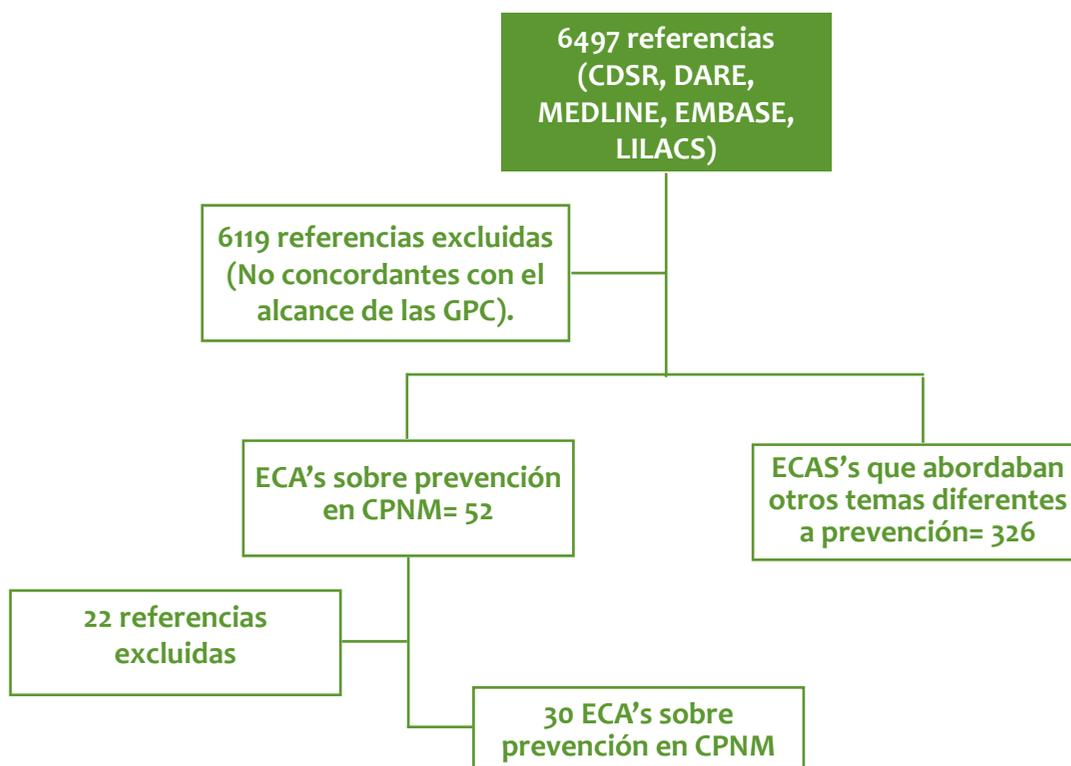 6497 referencias
(CDSR, DARE,
MEDLINE, EMBASE,
LILACS)
6119 referencias excluidas
(No concordantes con el
alcance de las GPC).
ECA’s sobre prevención
en CPNM= 52
ECAS’s que abordaban
otros temas diferentes
a prevención= 326
22 referencias
excluidas
30 ECA’s sobre
prevención en CPNM